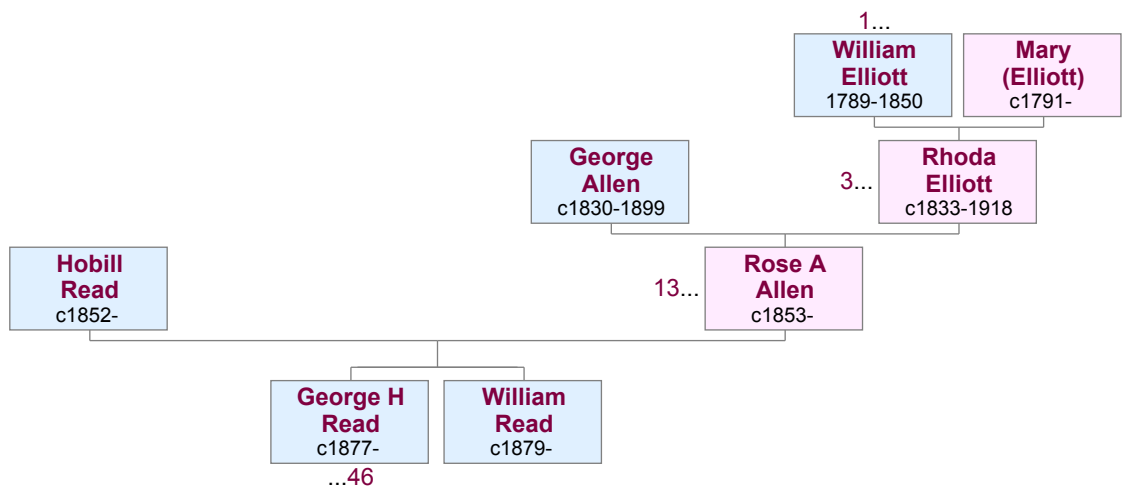 1...
William
Elliott
1789-1850
Mary
(Elliott)
c1791-
George
Allen
c1830-1899
3...
Rhoda
Elliott
c1833-1918
Hobill
Read
c1852-
13...
Rose A
Allen
c1853-
George H
Read
c1877-
...46
William
Read
c1879-